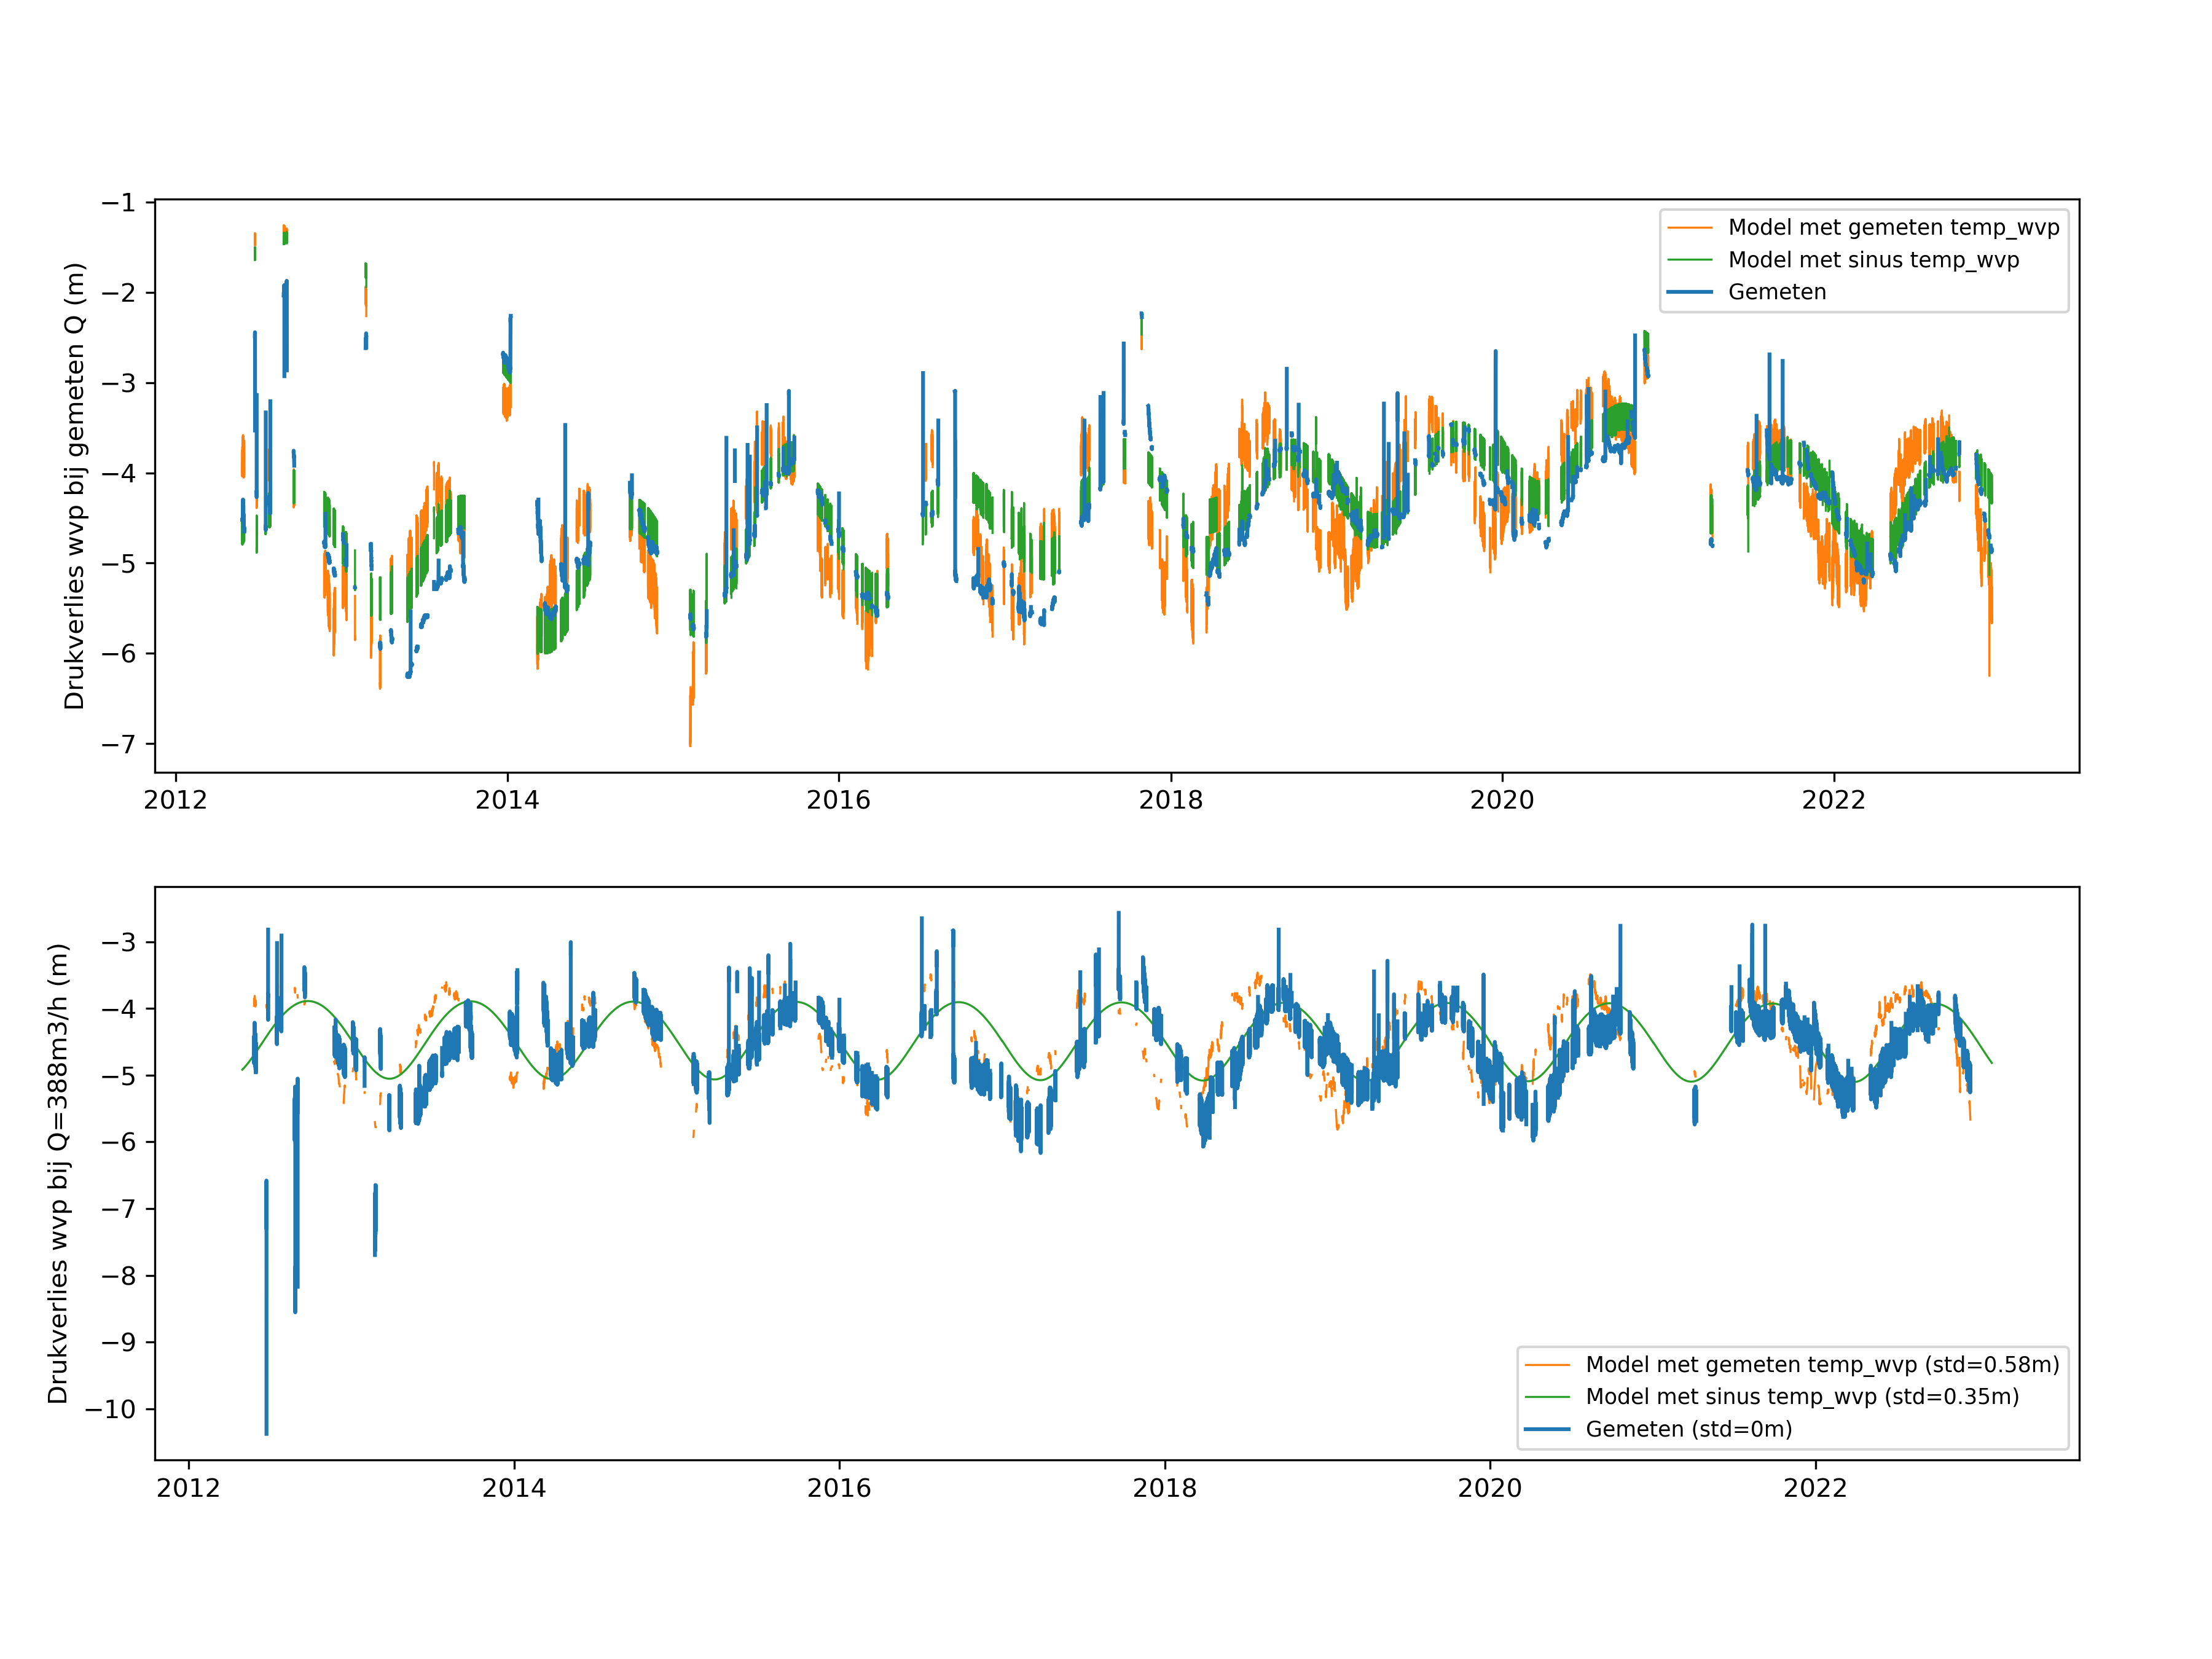 Drukverlies wvp bij gemeten Q (m)
−1
−2
−3
−4
−5
−6
−7
Model met gemeten temp_wvp
Model met sinus temp_wvp
Gemeten
2012 2014 2016 2018 2020 2022
Drukverlies wvp bij Q=388m3/h (m)
−3
−4
−5
−6
−7
−8
−9
−10
Model met gemeten temp_wvp (std=0.58m)
Model met sinus temp_wvp (std=0.35m)
Gemeten (std=0m)
2012 2014 2016 2018 2020 2022